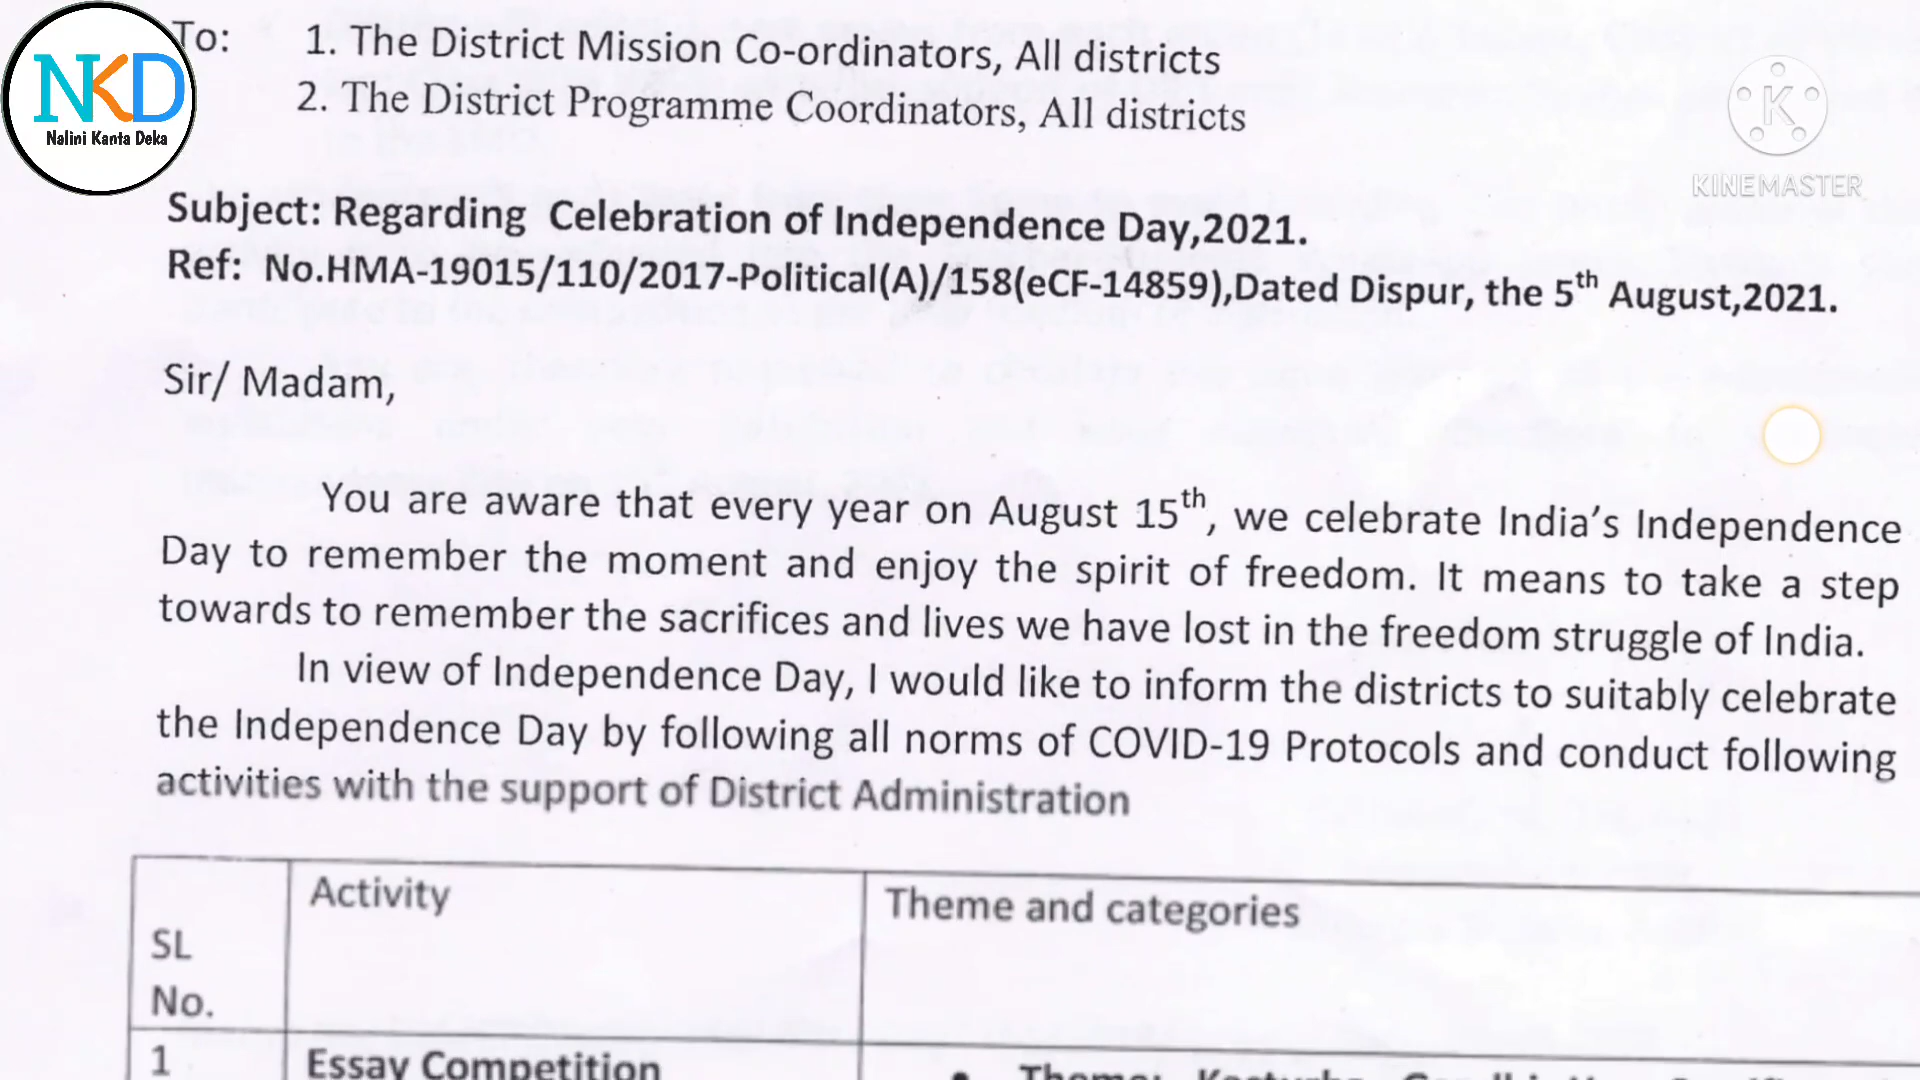 NKD
Nalini Kanta Deka
To: 1. The District Mission Co-ordinators, All districts
2. The District Programme Coordinators, All districts
K
KINEMASTER
Subject: Regarding Celebration of Independence Day,2021.
Ref: No.HMA-19015/110/2017-Political(A)/158(eCF-14859),Dated Dispur, the 5th August,2021.
Sir/ Madam,
You are aware that every year on August 15th, we celebrate India's Independence
Day to remember the moment and enjoy the spirit of freedom. It means to take a step
towards to remember the sacrifices and lives we have lost in the freedom struggle of India.
In view of Independence Day, I would like to inform the districts to suitably celebrate
the Independence Day by following all norms of COVID-19 Protocols and conduct following
activities with the support of District Administration
SL No. Activity Theme and categories
1 Essay Competition
Theme: Kasturba Gandhi